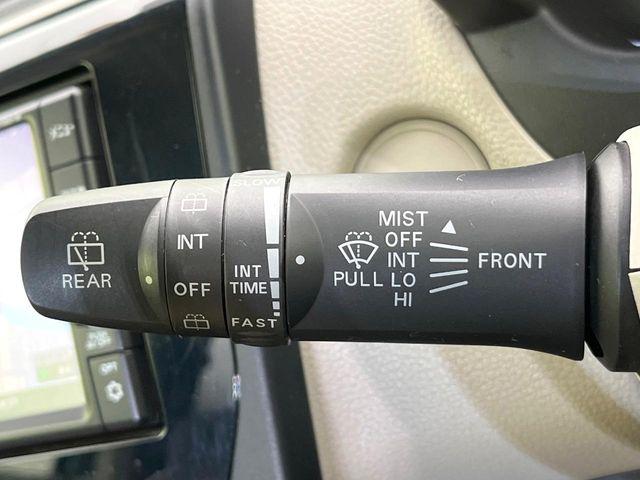 REAR
INT
OFF
SLOW
INT
TIME
FAST
PULL
MIST
OFF
INT
LO
HI
FRONT